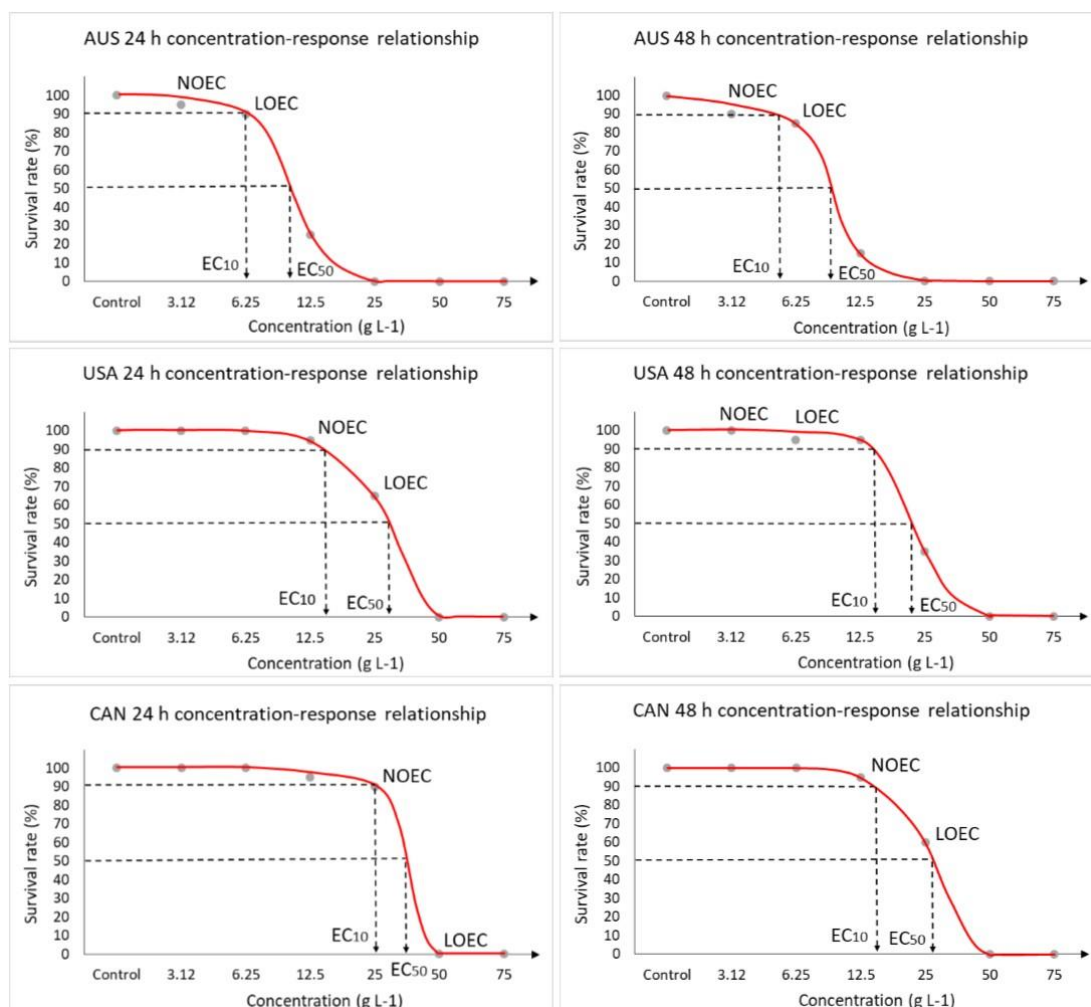 AUS 24 h concentration-response relationship
NOEC
LOEC
100
90
80
70
60
50
40
30
20
10
0
Survival rate (%)
EC10
EC50
Control 3.12 6.25 12.5 25 50 75
Concentration (g L-1)
AUS 48 h concentration-response relationship
NOEC
LOEC
100
90
80
70
60
50
40
30
20
10
0
Survival rate (%)
EC10
EC50
Control 3.12 6.25 12.5 25 50 75
Concentration (g L-1)
USA 24 h concentration-response relationship
NOEC
LOEC
100
90
80
70
60
50
40
30
20
10
0
Survival rate (%)
EC10
EC50
Control 3.12 6.25 12.5 25 50 75
Concentration (g L-1)
USA 48 h concentration-response relationship
NOEC LOEC
100
90
80
70
60
50
40
30
20
10
0
Survival rate (%)
EC10
EC50
Control 3.12 6.25 12.5 25 50 75
Concentration (g L-1)
CAN 24 h concentration-response relationship
NOEC
100
90
80
70
60
50
40
30
20
10
0
Survival rate (%)
EC10
LOEC
EC50
Control 3.12 6.25 12.5 25 50 75
Concentration (g L-1)
CAN 48 h concentration-response relationship
NOEC
LOEC
100
90
80
70
60
50
40
30
20
10
0
Survival rate (%)
EC10
EC50
Control 3.12 6.25 12.5 25 50 75
Concentration (g L-1)